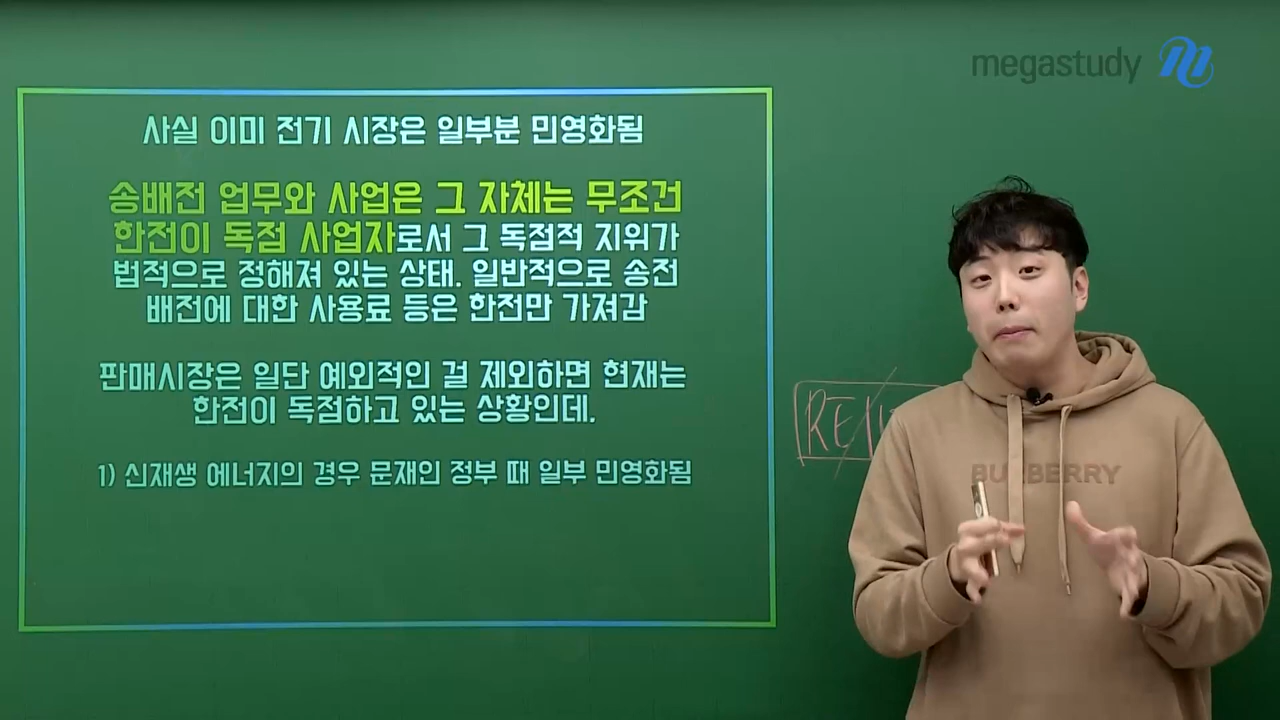 megastudy
사실 이미 전기 시장은 일부분 민영화됨
송배전 업무와 사업은 그 자체는 무조건
한전이 독점 사업자로서 그 독점적 지위가
법적으로 정해져 있는 상태. 일반적으로 송전
배전에 대한 사용료 등은 한전만 가져감
판매시장은 일단 예외적인 걸 제외하면 현재는
한전이 독점하고 있는 상황인데.
1) 신재생 에너지의 경우 문재인 정부 때 일부 민영화됨
BURBERRY